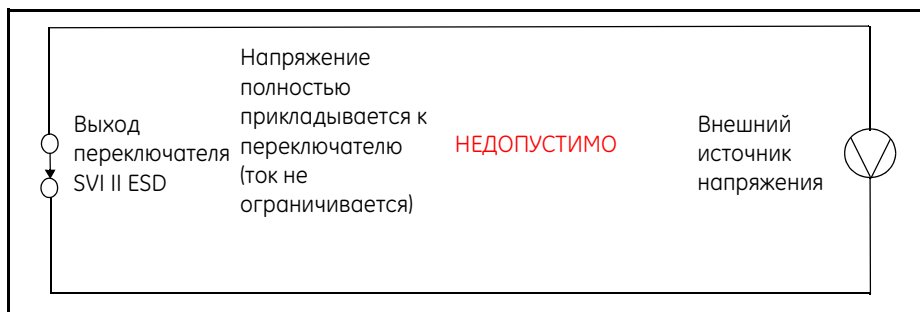 Выход
переключателя
SVI II ESD
Напряжение
полностью
прикладывается к
переключателю
(ток не
ограничивается)
НЕДОПУСТИМО
Внешний
источник
напряжения
V